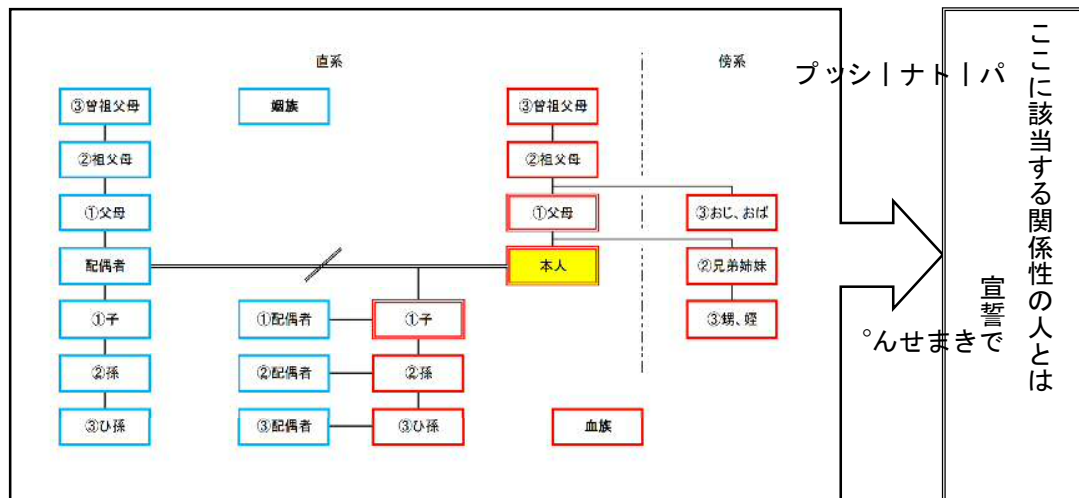 直系
傍系
③曾祖父母
姻族
③曾祖父母
②祖父母
②祖父母
①父母
①父母
③おじ、おば
配偶者
本人
②兄弟姉妹
①子
①配偶者
①子
③甥、姪
②孫
②配偶者
②孫
③ひ孫
③配偶者
③ひ孫
血族
ここに該当する関係性の人とは
パートナーシップ
宣誓
できません。